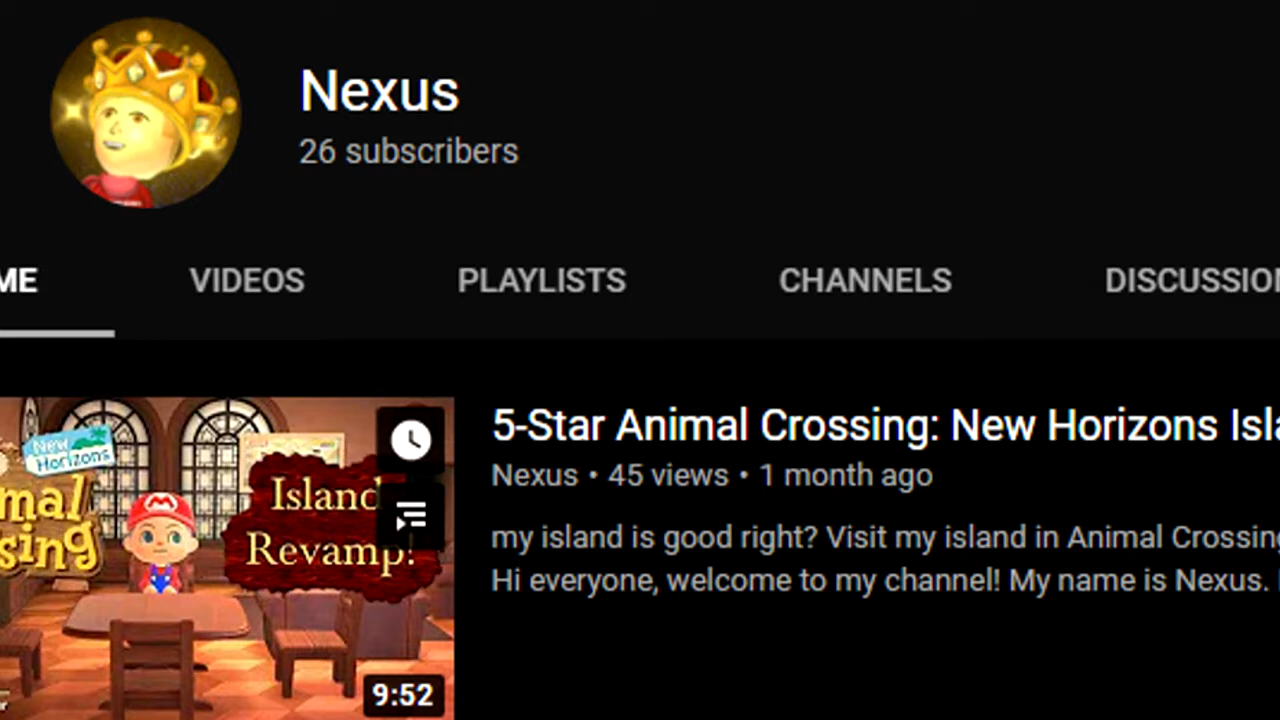 Nexus
26 subscribers
ME
VIDEOS
PLAYLISTS
CHANNELS
DISCUSSION
5-Star Animal Crossing: New Horizons Isla
Nexus • 45 views • 1 month ago
my island is good right? Visit my island in Animal Crossing
Hi everyone, welcome to my channel! My name is Nexus.
New
Horizons
mal
sing
Island
Revamp!
9:52